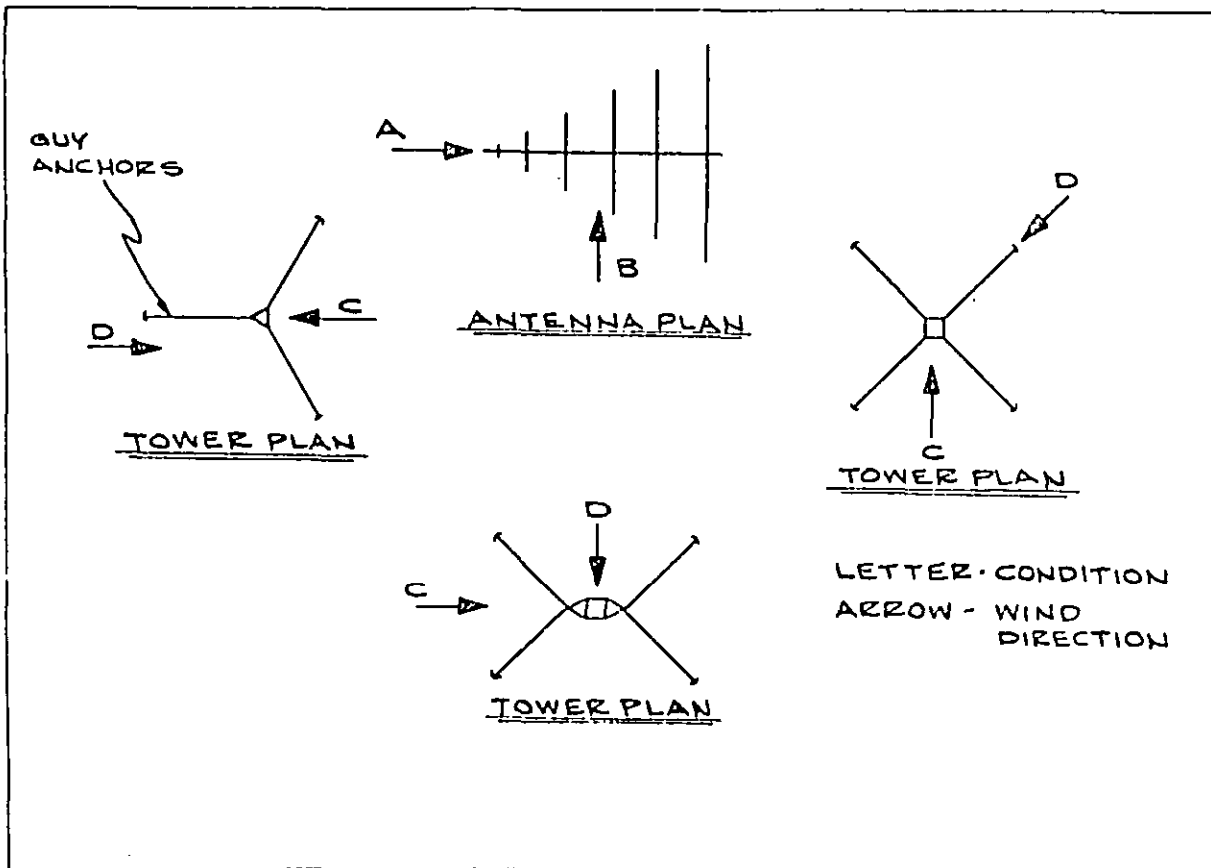 GUY
ANCHORS
D
C
TOWER PLAN
A
B
ANTENNA PLAN
D
C
TOWER PLAN
D
C
TOWER PLAN
LETTER · CONDITION
ARROW - WIND
DIRECTION